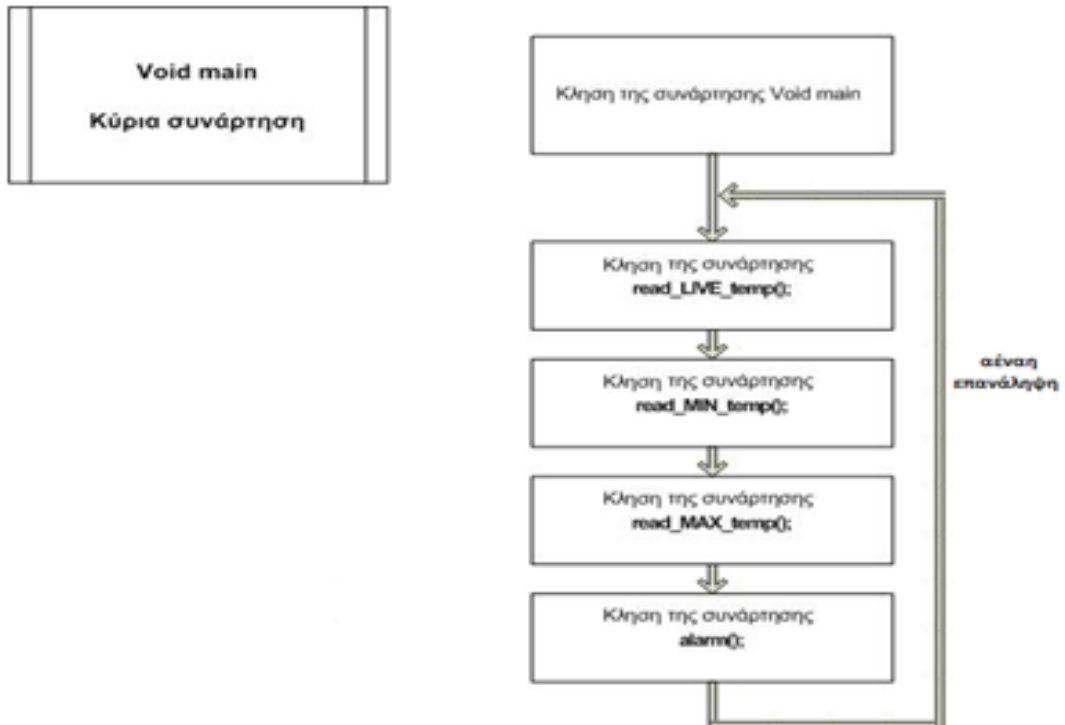 Void main
Κύρια συνάρτηση
Κληση της συνάρτησης Void main
Κληση της συνάρτησης
read_LIVE_temp();
Κληση της συνάρτησης
read_MIN_temp();
Κληση της συνάρτησης
read_MAX_temp();
Κληση της συνάρτησης
alarm();
αέναη
επανάληψη